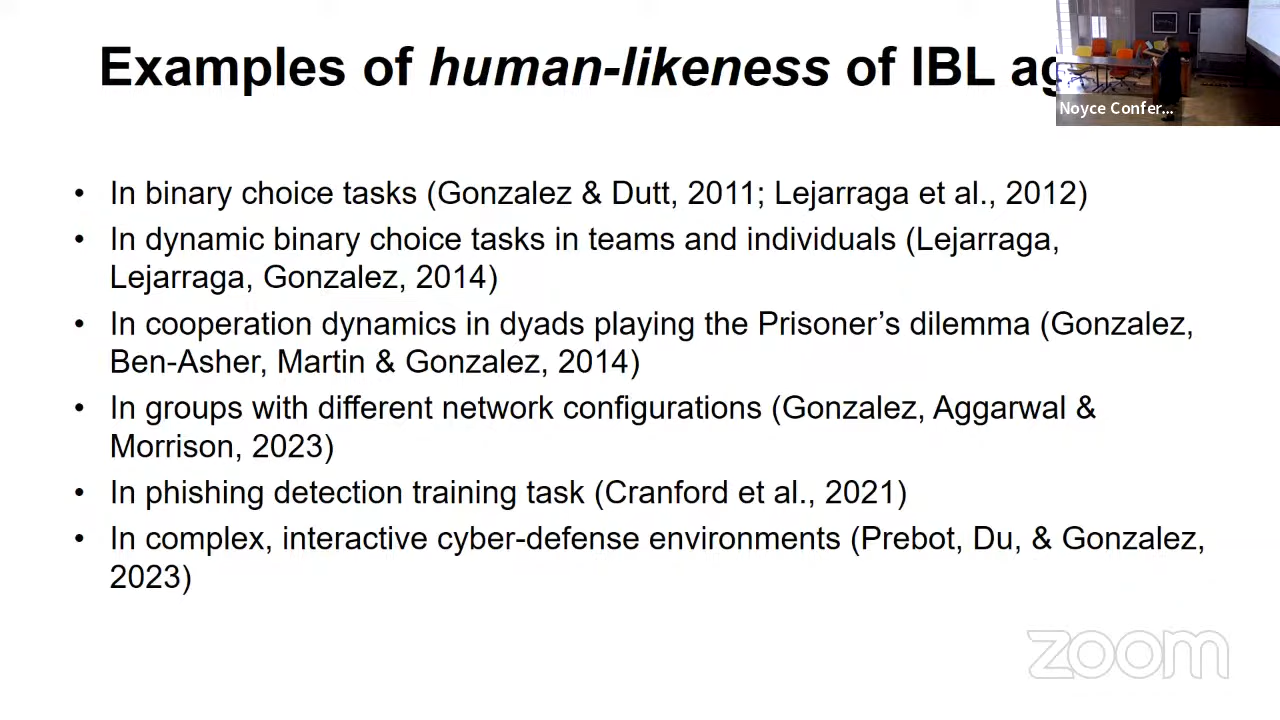 Examples of human-likeness of IBL
Noyce Confer...
• In binary choice tasks (Gonzalez & Dutt, 2011; Lejarraga et al., 2012)
• In dynamic binary choice tasks in teams and individuals (Lejarraga,
Lejarraga, Gonzalez, 2014)
• In cooperation dynamics in dyads playing the Prisoner’s dilemma (Gonzalez,
Ben-Asher, Martin & Gonzalez, 2014)
• In groups with different network configurations (Gonzalez, Aggarwal &
Morrison, 2023)
• In phishing detection training task (Cranford et al., 2021)
• In complex, interactive cyber-defense environments (Prebot, Du, & Gonzalez,
2023)
zoom